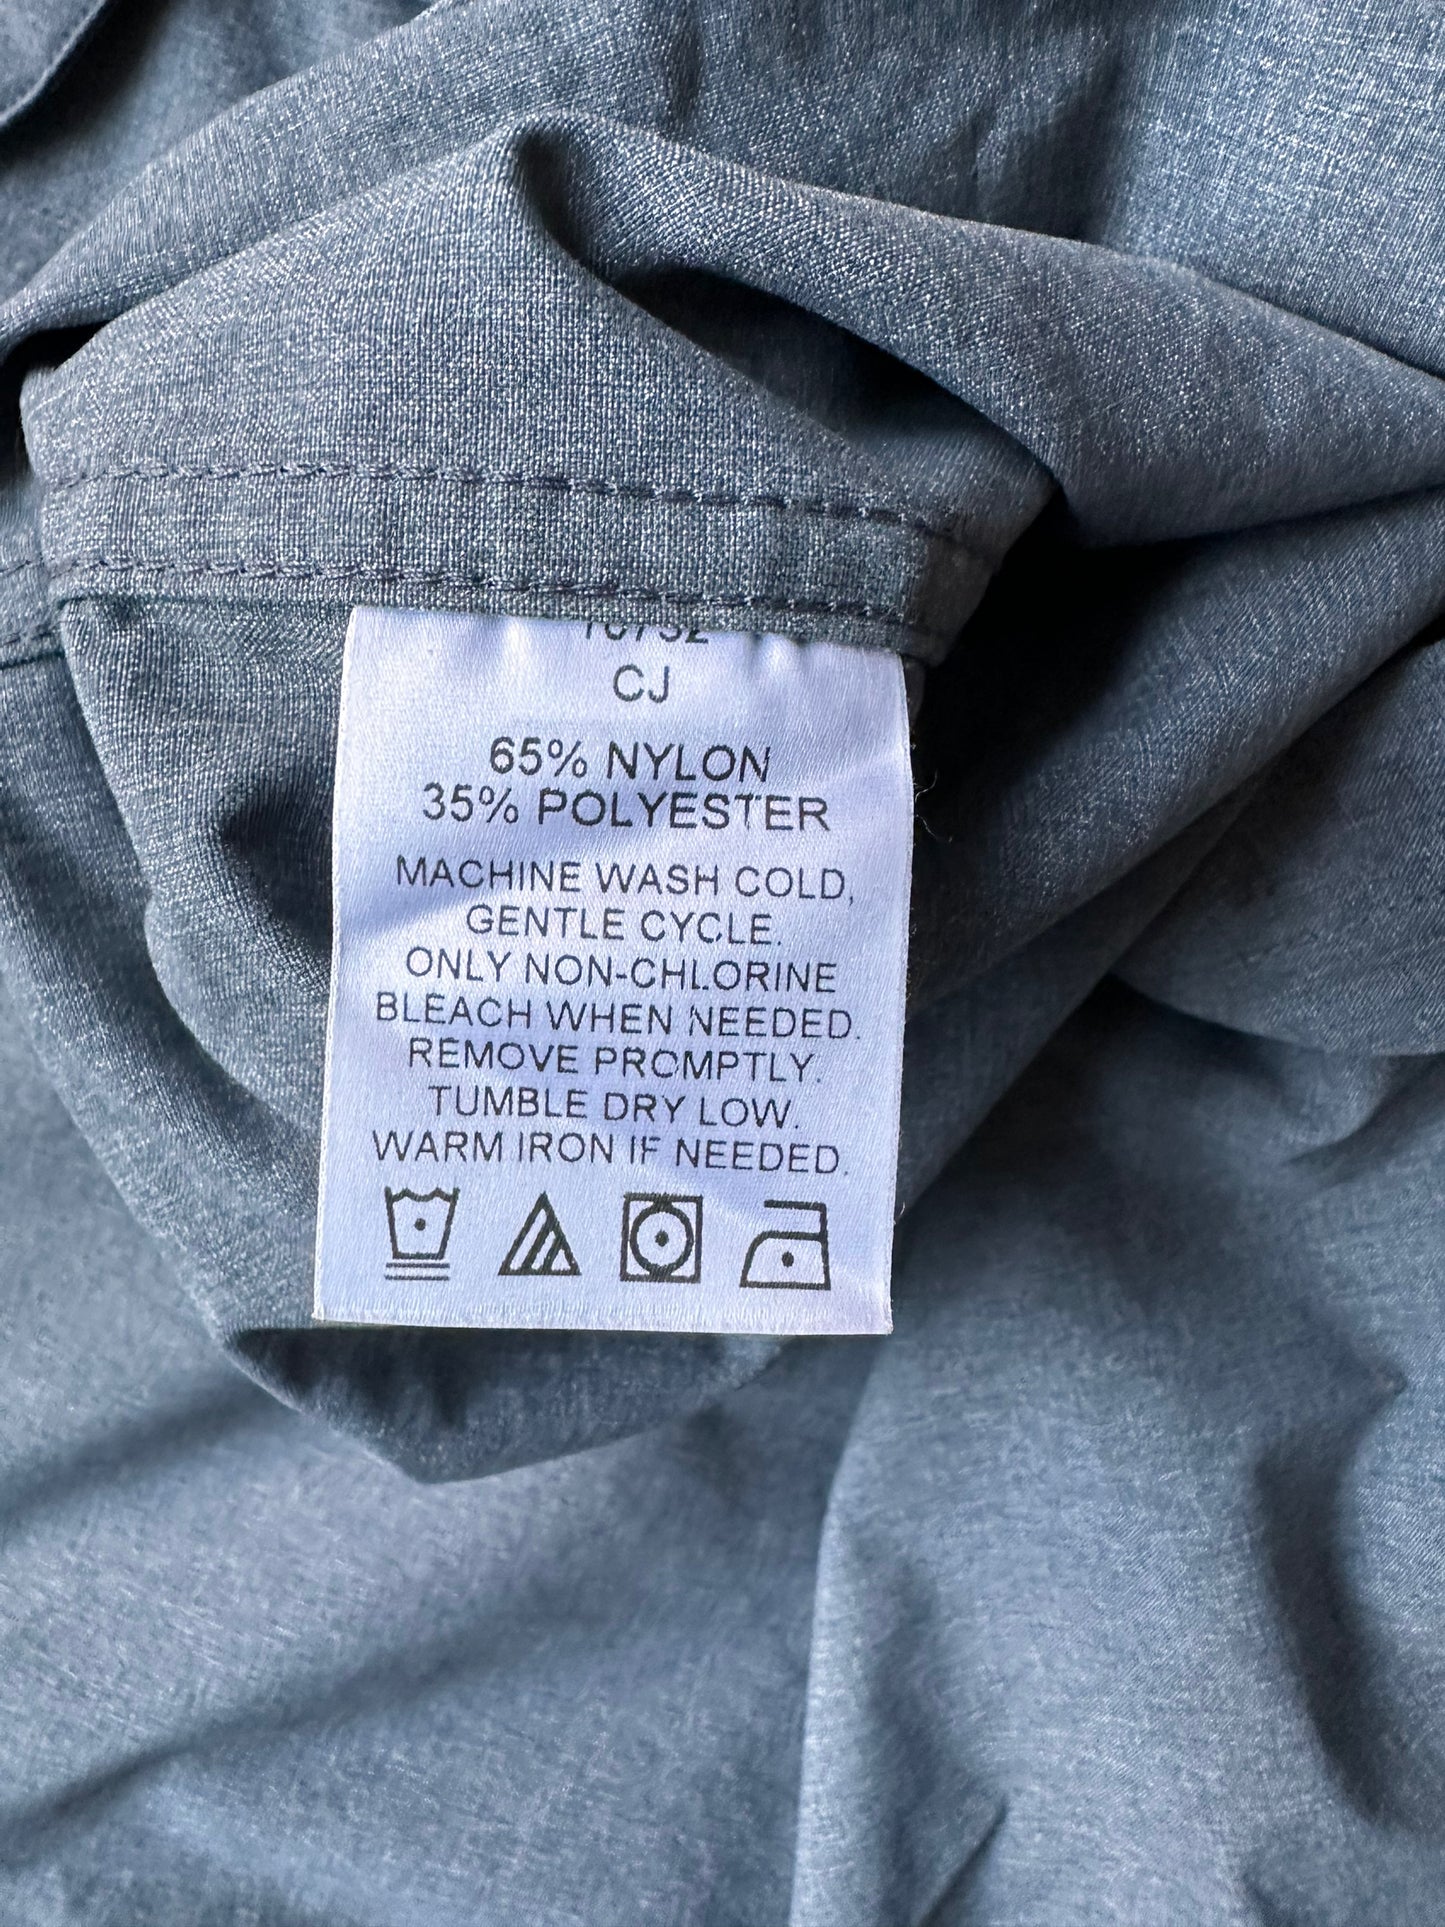 CJ
65% NYLON
35% POLYESTER
MACHINE WASH COLD,
GENTLE CYCLE.
ONLY NON-CHLORINE
BLEACH WHEN NEEDED.
REMOVE PROMPTLY.
TUMBLE DRY LOW.
WARM IRON IF NEEDED.